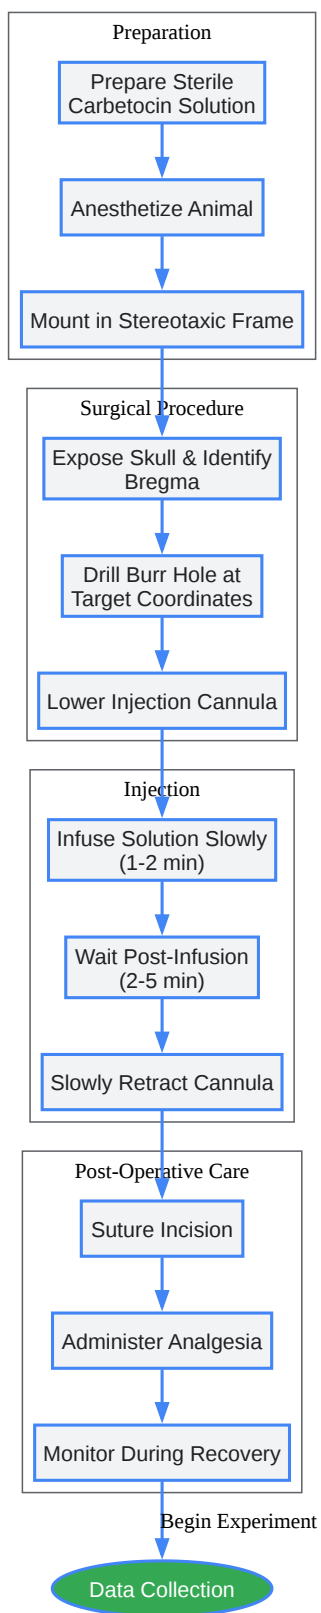 Preparation
Prepare Sterile
Carbetocin Solution
Anesthetize Animal
Mount in Stereotaxic Frame
Surgical Procedure
Expose Skull & Identify
Bregma
Drill Burr Hole at
Target Coordinates
Lower Injection Cannula
Injection
Infuse Solution Slowly
(1-2 min)
Wait Post-Infusion
(2-5 min)
Slowly Retract Cannula
Post-Operative Care
Suture Incision
Administer Analgesia
Monitor During Recovery
Begin Experiment
Data Collection